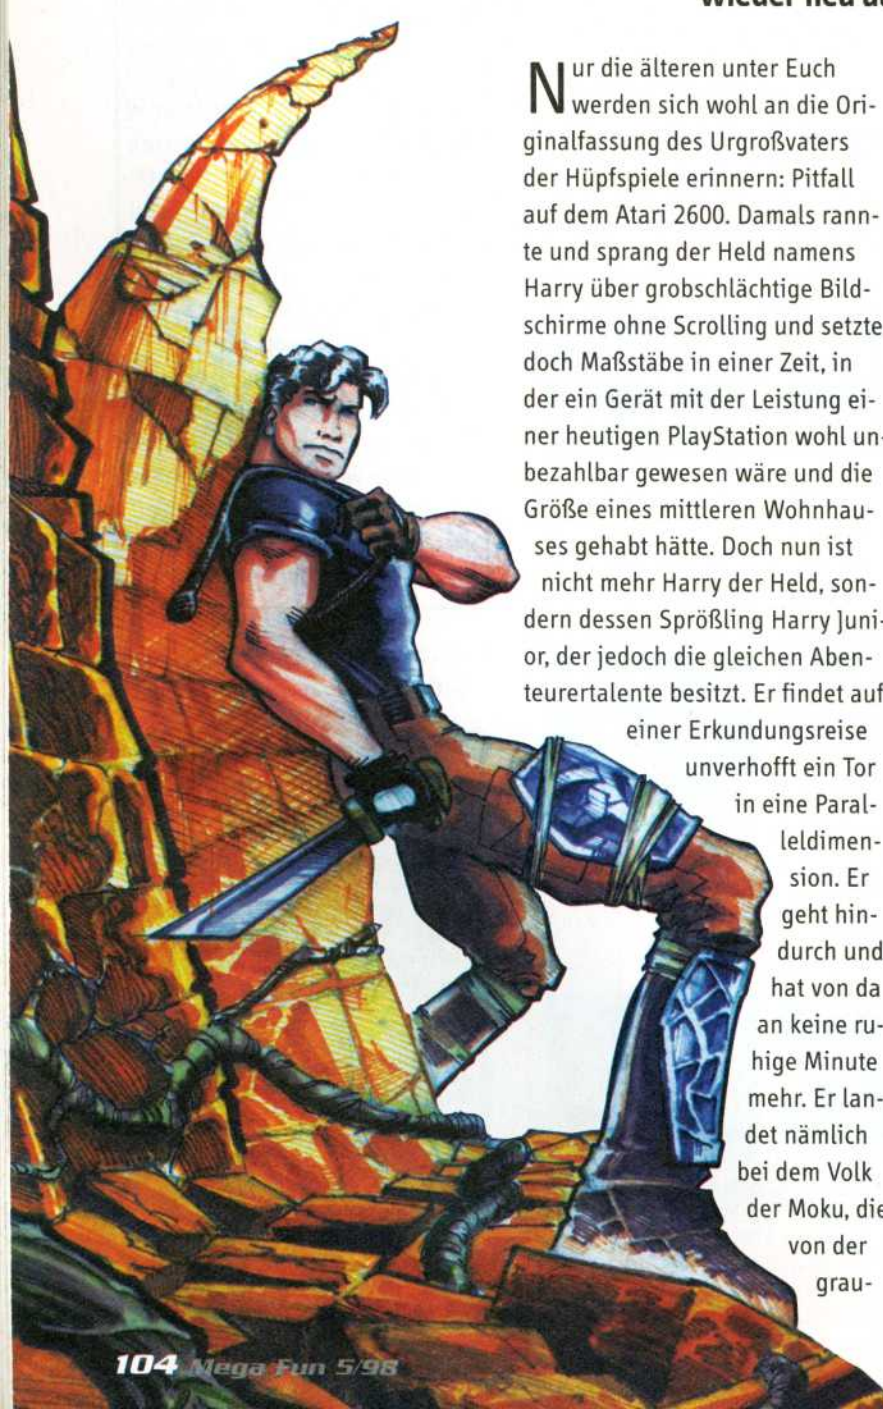 wieder neu
Nur die älteren unter Euch
werden sich wohl an die Ori-
ginalfassung des Urgroßvaters
der Hüpfspiele erinnern: Pitfall
auf dem Atari 2600. Damals rann-
te und sprang der Held namens
Harry über grobschlächtige Bild-
schirme ohne Scrolling und setzte
doch Maßstäbe in einer Zeit, in
der ein Gerät mit der Leistung ei-
ner heutigen PlayStation wohl un-
bezahlbar gewesen wäre und die
Größe eines mittleren Wohnhau-
ses gehabt hätte. Doch nun ist
nicht mehr Harry der Held, son-
dern dessen Sprößling Harry Juni-
or, der jedoch die gleichen Aben-
teurertalente besitzt. Er findet auf
einer Erkundungsreise
unverhofft ein Tor
in eine Paral-
leldimen-
sion. Er
geht hin-
durch und
hat von da
an keine ru-
hige Minute
mehr. Er lan-
det nämlich
bei dem Volk
der Moku, die
von der
grau-
104 Mega Fun 5/98